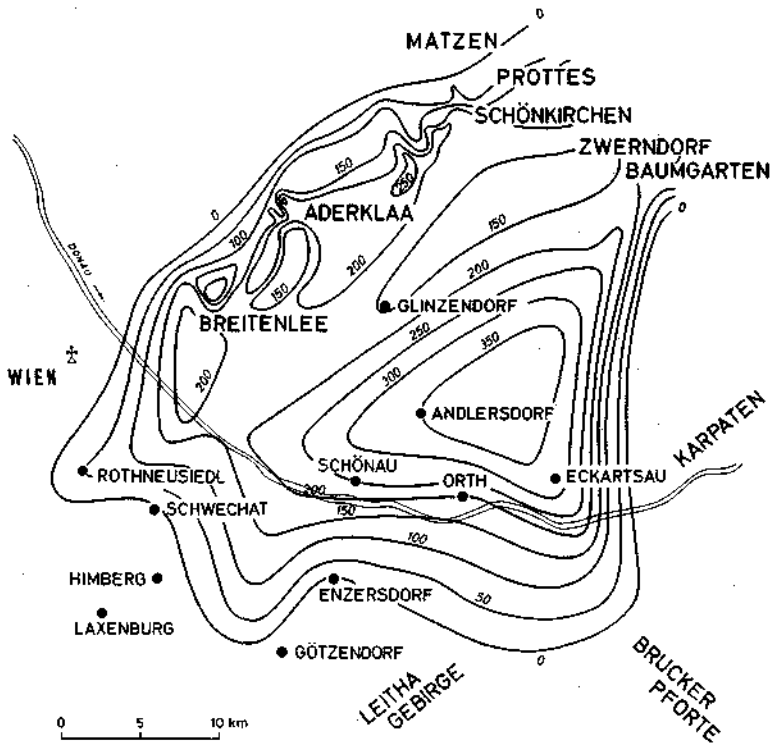 0
MATZEN
PROTTES
SCHÖNKIRCHEN
ZWERNDORF
BAUMGARTEN
150
250
0
0
ADERKLAA
100
150
DONAU
200
150
200
BREITENLEE
GLINZENDORF
250
350
WIEN
200
300
ANDLERSDORF
KARPATEN
ROTHNEUSIEDL
SCHÖNAU
ORTH
ECKARTSAU
200
SCHWECHAT
150
100
HIMBERG
ENZERSDORF
50
LAXENBURG
GÖTZENDORF
0
LEITHA
GEBIRGE
BRUCKER
PFORTE
0 5 10 km